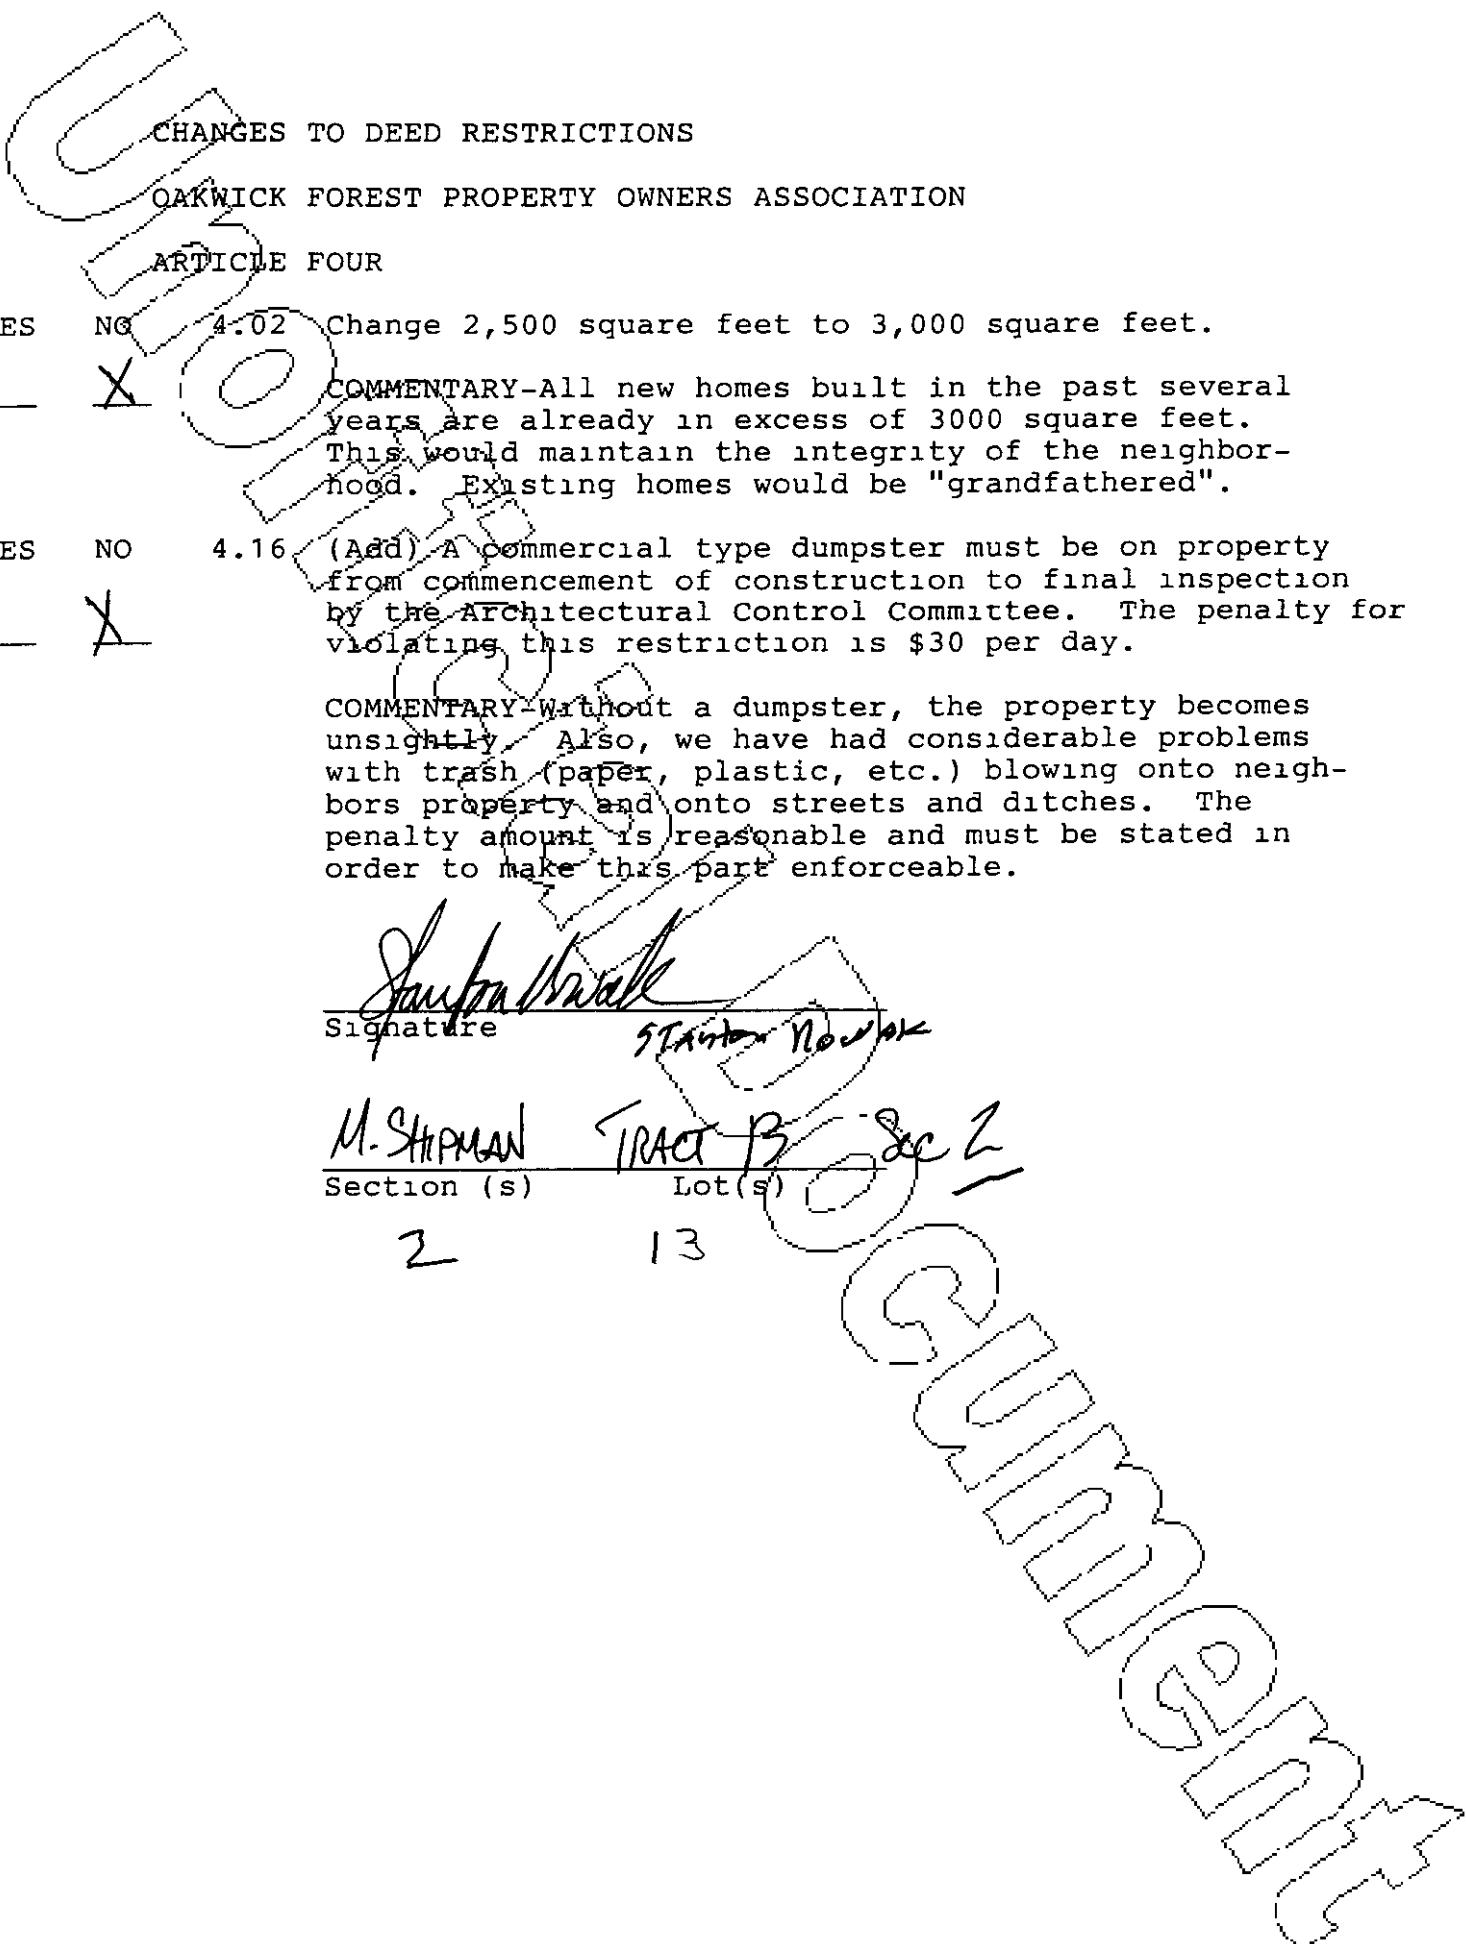 CHANGES TO DEED RESTRICTIONS
OAKWICK FOREST PROPERTY OWNERS ASSOCIATION
ARTICLE FOUR
ES NO 4.02 Change 2,500 square feet to 3,000 square feet.
X COMMENTARY-All new homes built in the past several
years are already in excess of 3000 square feet.
This would maintain the integrity of the neighbor-
hood. Existing homes would be "grandfathered".
ES NO 4.16 (Add) A commercial type dumpster must be on property
from commencement of construction to final inspection
X by the Architectural Control Committee. The penalty for
violating this restriction is $30 per day.
COMMENTARY-Without a dumpster, the property becomes
unsightly. Also, we have had considerable problems
with trash (paper, plastic, etc.) blowing onto neigh-
bors property and onto streets and ditches. The
penalty amount is reasonable and must be stated in
order to make this part enforceable.
Signature Stanton Nowak
M. SHIPMAN TRACT B Sec 2
Section (s) Lot(s)
2 13
Unofficial Document